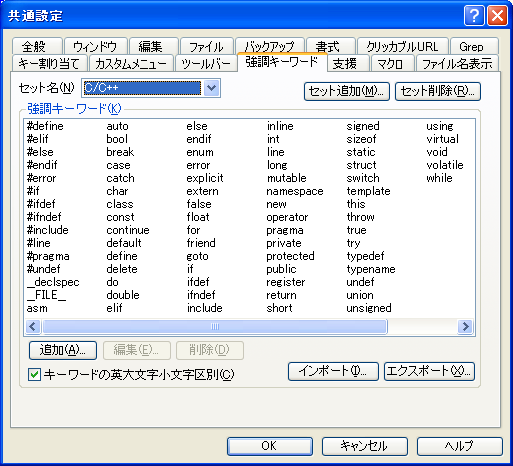 共通設定
全般 ウィンドウ 編集 ファイル バックアップ 書式 クリッカブルURL Grep
キー割り当て カスタムメニュー ツールバー 強調キーワード 支援 マクロ ファイル名表示
セット名(N) C/C++ セット追加(M)... セット削除(R)...
強調キーワード(K)
#define auto else inline signed using
#elif bool endif int sizeof virtual
#else break enum line static void
#endif case error long struct volatile
#error catch explicit mutable switch while
#if char extern namespace template
#ifdef class false new this
#ifndef const float operator throw
#include continue for pragma true
#line default friend private try
#pragma define goto protected typedef
#undef delete if public typename
_declspec do ifdef register undef
_FILE_ double ifndef return union
asm elif include short unsigned
追加(A)... 編集(E)... 削除(D)
キーワードの英大文字小文字区別(C) インポート(I)... エクスポート(X)...
OK キャンセル ヘルプ